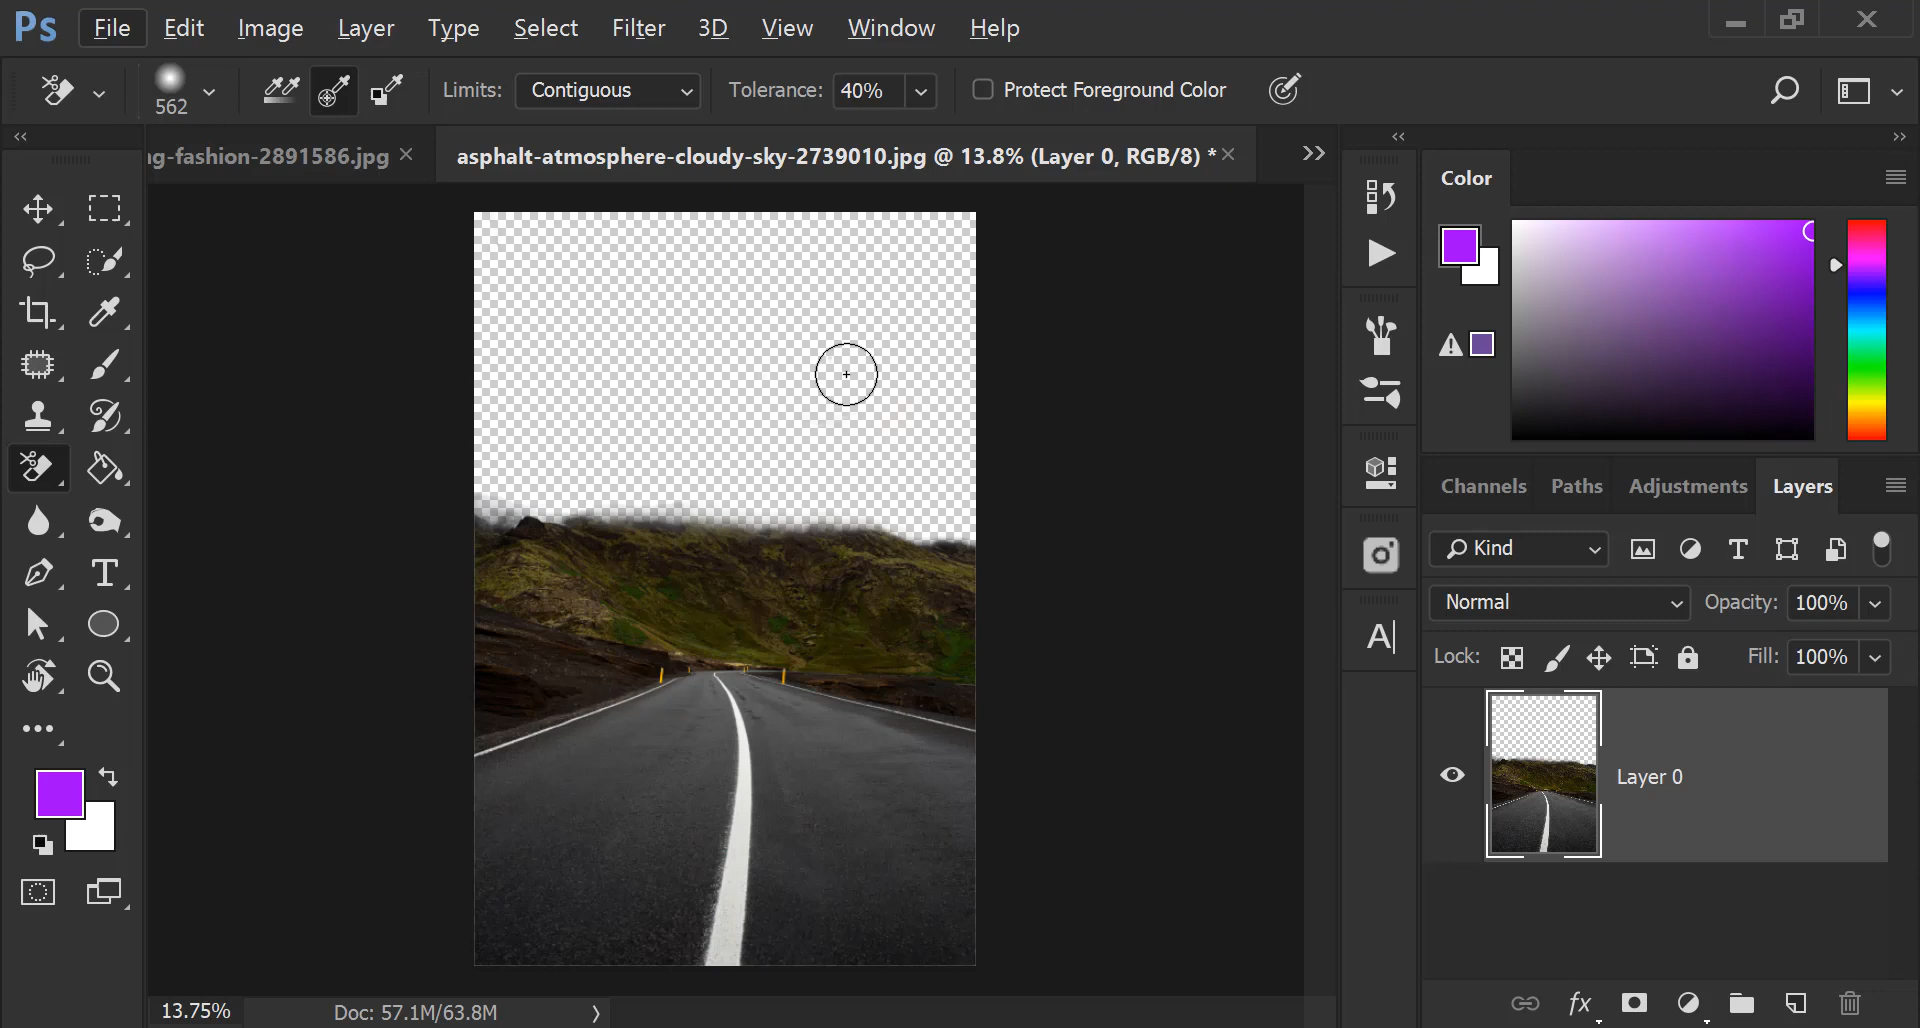 Ps File Edit Image Layer Type Select Filter 3D View Window Help
562 Limits: Contiguous Tolerance: 40% Protect Foreground Color
ng-fashion-2891586.jpg × asphalt-atmosphere-cloudy-sky-2739010.jpg @ 13.8% (Layer 0, RGB/8) * ×
Color
Channels Paths Adjustments Layers
Kind
Normal Opacity: 100%
Lock: Fill: 100%
Layer 0
13.75% Doc: 57.1M/63.8M
fx